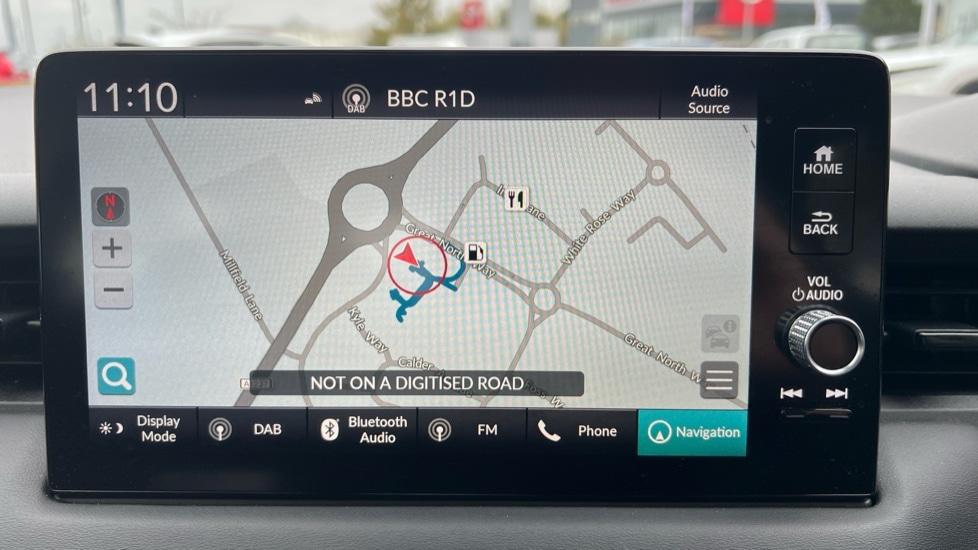 11:10
DAB
BBC R1D
Audio
Source
HOME
BACK
VOL
AUDIO
N
Millfield Lane
Great North Way
White Rose Way
Kyle Way
Calder
Great North W
NOT ON A DIGITISED ROAD
Display
Mode
DAB
Bluetooth
Audio
FM
Phone
Navigation